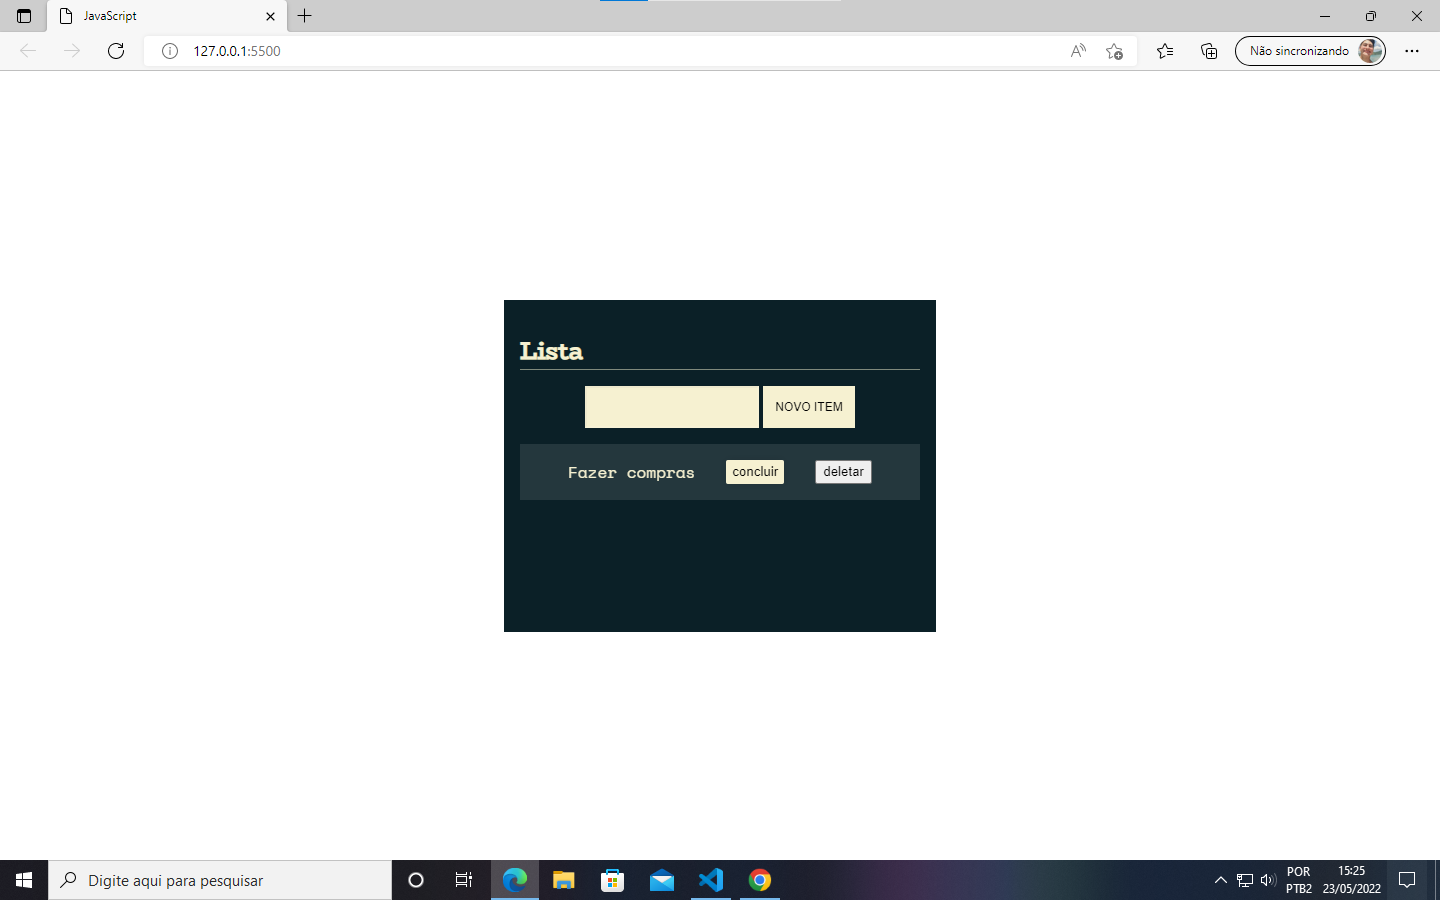 JavaScript
127.0.0.1:5500
Não sincronizando
Lista
NOVO ITEM
Fazer compras concluir deletar
Digite aqui para pesquisar
POR 15:25
PTB2 23/05/2022